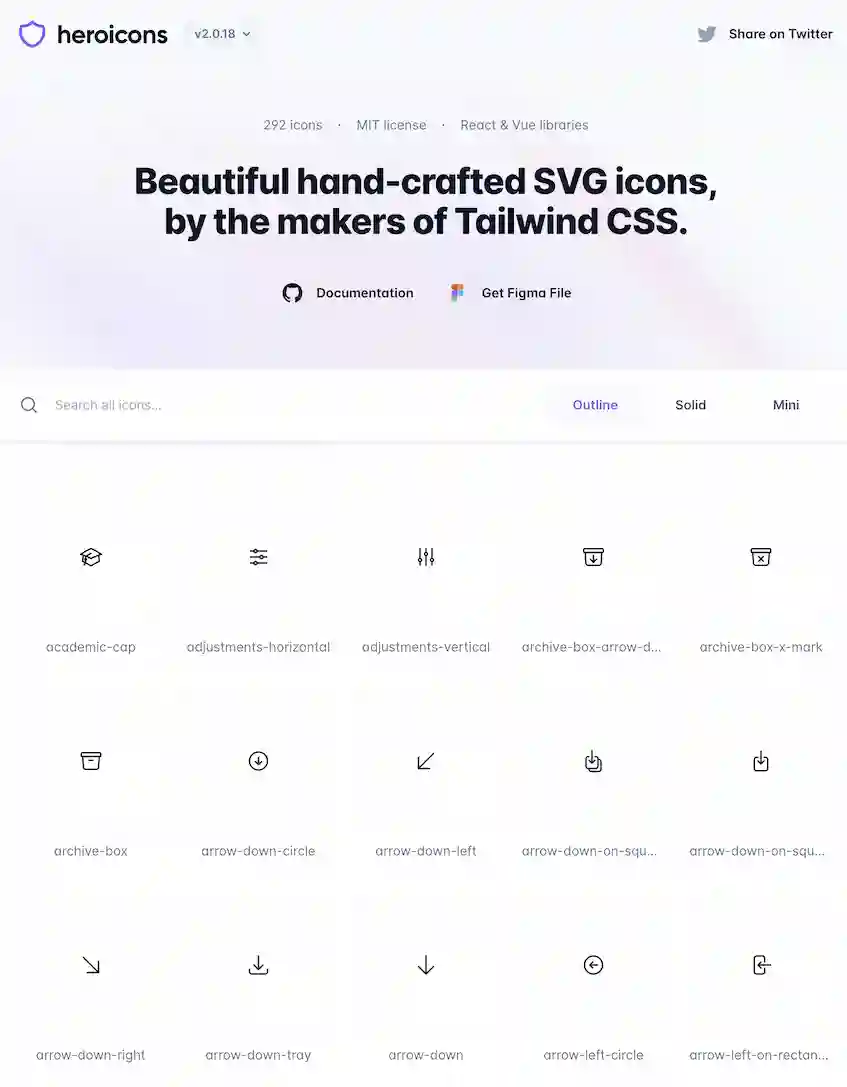 heroicons
v2.0.18
Share on Twitter
292 icons · MIT license · React & Vue libraries
Beautiful hand-crafted SVG icons,
by the makers of Tailwind CSS.
Documentation
Get Figma File
Search all icons...
Outline
Solid
Mini
academic-cap
adjustments-horizontal
adjustments-vertical
archive-box-arrow-d...
archive-box-x-mark
archive-box
arrow-down-circle
arrow-down-left
arrow-down-on-squ...
arrow-down-on-squ...
arrow-down-right
arrow-down-tray
arrow-down
arrow-left-circle
arrow-left-on-rectan...